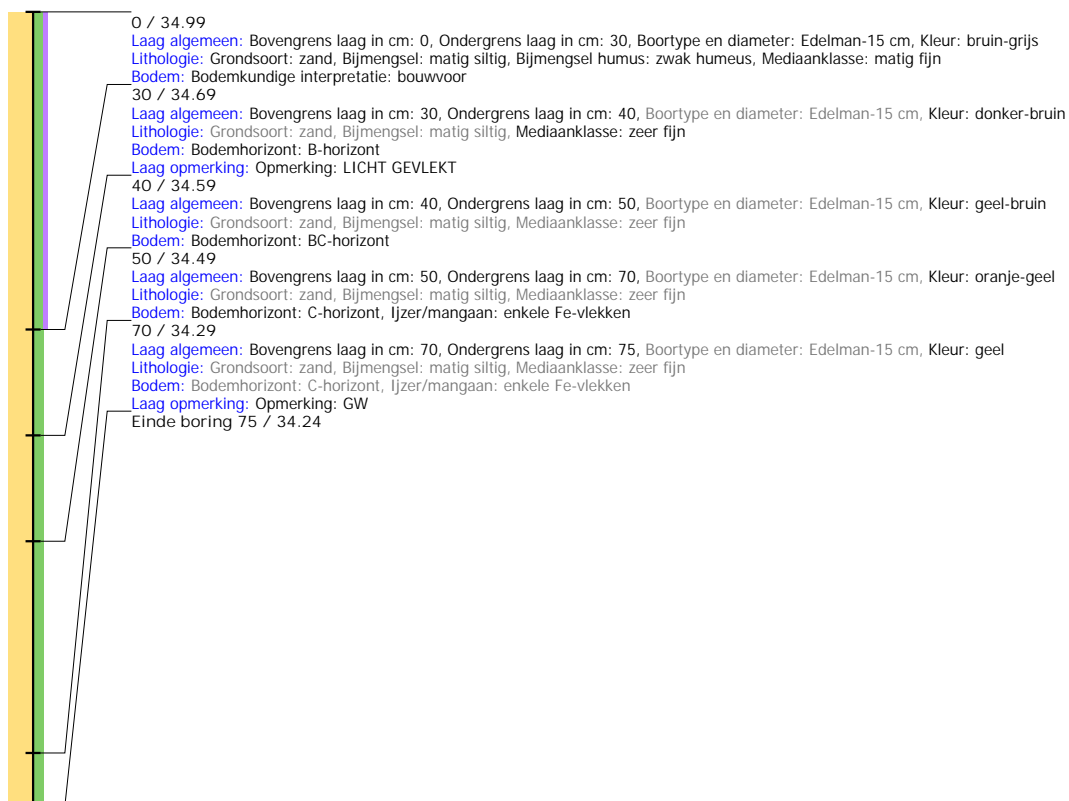 0 / 34.99
Laag algemeen: Bovengrens laag in cm: 0, Ondergrens laag in cm: 30, Boortype en diameter: Edelman-15 cm, Kleur: bruin-grijs
Lithologie: Grondsoort: zand, Bijmengsel: matig siltig, Bijmengsel humus: zwak humeus, Mediaanklasse: matig fijn
Bodem: Bodemkundige interpretatie: bouwvoor
30 / 34.69
Laag algemeen: Bovengrens laag in cm: 30, Ondergrens laag in cm: 40, Boortype en diameter: Edelman-15 cm, Kleur: donker-bruin
Lithologie: Grondsoort: zand, Bijmengsel: matig siltig, Mediaanklasse: zeer fijn
Bodem: Bodemhorizont: B-horizont
Laag opmerking: Opmerking: LICHT GEVLEKT
40 / 34.59
Laag algemeen: Bovengrens laag in cm: 40, Ondergrens laag in cm: 50, Boortype en diameter: Edelman-15 cm, Kleur: geel-bruin
Lithologie: Grondsoort: zand, Bijmengsel: matig siltig, Mediaanklasse: zeer fijn
Bodem: Bodemhorizont: BC-horizont
50 / 34.49
Laag algemeen: Bovengrens laag in cm: 50, Ondergrens laag in cm: 70, Boortype en diameter: Edelman-15 cm, Kleur: oranje-geel
Lithologie: Grondsoort: zand, Bijmengsel: matig siltig, Mediaanklasse: zeer fijn
Bodem: Bodemhorizont: C-horizont, Ijzer/mangaan: enkele Fe-vlekken
70 / 34.29
Laag algemeen: Bovengrens laag in cm: 70, Ondergrens laag in cm: 75, Boortype en diameter: Edelman-15 cm, Kleur: geel
Lithologie: Grondsoort: zand, Bijmengsel: matig siltig, Mediaanklasse: zeer fijn
Bodem: Bodemhorizont: C-horizont, Ijzer/mangaan: enkele Fe-vlekken
Laag opmerking: Opmerking: GW
Einde boring 75 / 34.24